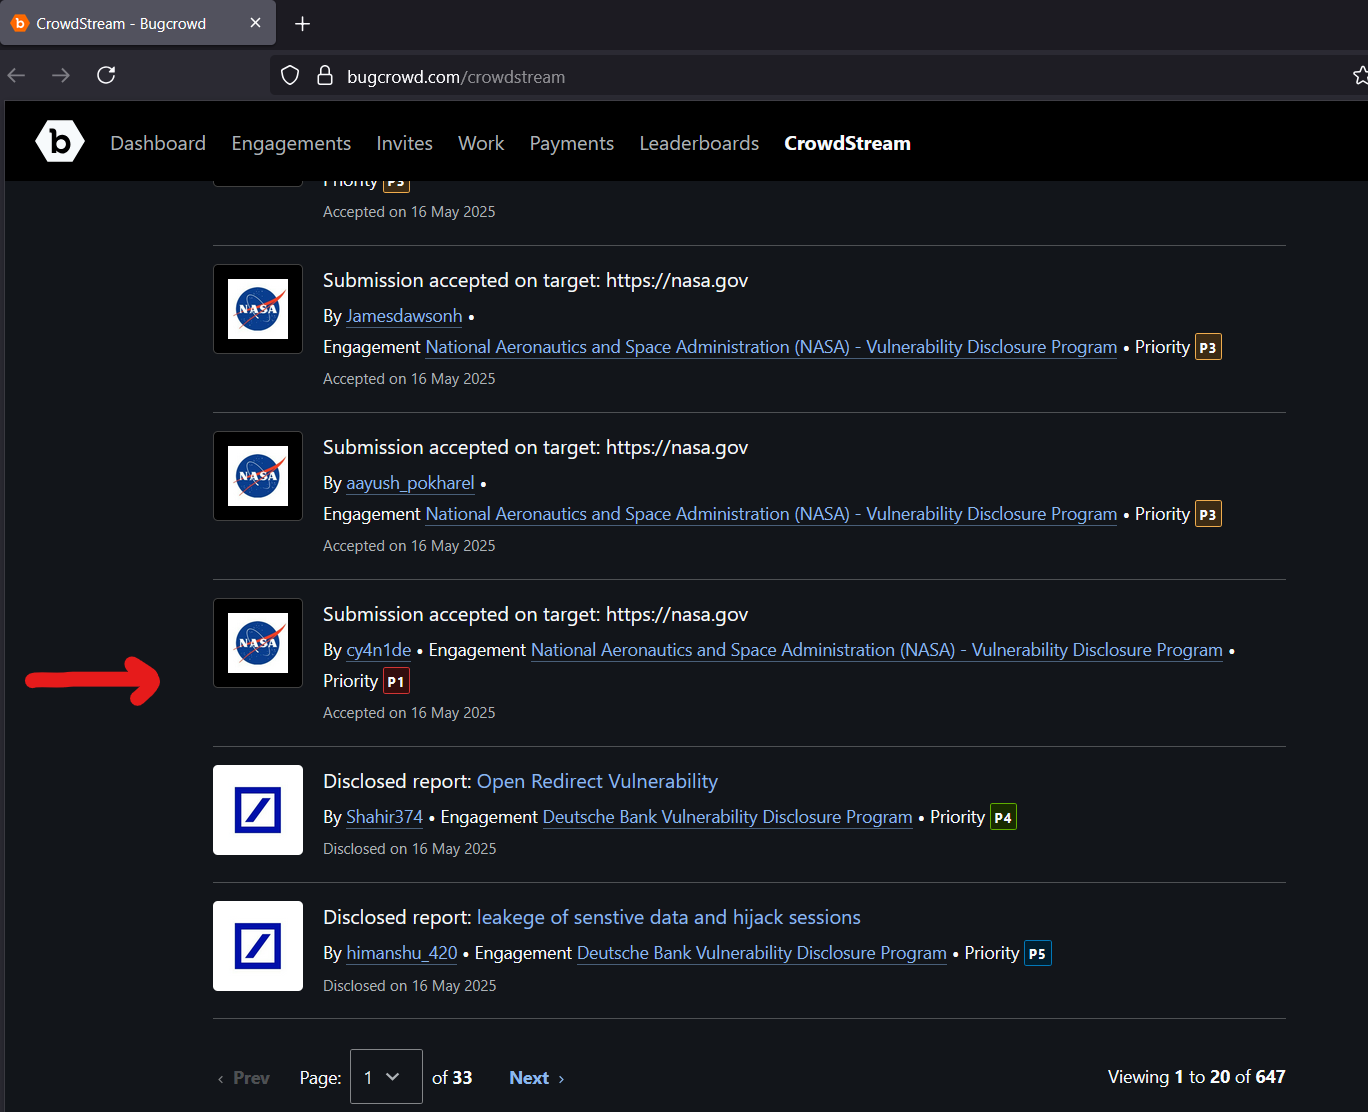 CrowdStream - Bugcrowd
bugcrowd.com/crowdstream
b Dashboard Engagements Invites Work Payments Leaderboards CrowdStream
Priority P3
Accepted on 16 May 2025
NASA
Submission accepted on target: https://nasa.gov
By Jamesdawsonh •
Engagement National Aeronautics and Space Administration (NASA) - Vulnerability Disclosure Program • Priority P3
Accepted on 16 May 2025
NASA
Submission accepted on target: https://nasa.gov
By aayush_pokharel •
Engagement National Aeronautics and Space Administration (NASA) - Vulnerability Disclosure Program • Priority P3
Accepted on 16 May 2025
NASA
Submission accepted on target: https://nasa.gov
By cy4n1de • Engagement National Aeronautics and Space Administration (NASA) - Vulnerability Disclosure Program •
Priority P1
Accepted on 16 May 2025
Disclosed report: Open Redirect Vulnerability
By Shahir374 • Engagement Deutsche Bank Vulnerability Disclosure Program • Priority P4
Disclosed on 16 May 2025
Disclosed report: leakege of senstive data and hijack sessions
By himanshu_420 • Engagement Deutsche Bank Vulnerability Disclosure Program • Priority P5
Disclosed on 16 May 2025
‹ Prev Page: 1 of 33 Next › Viewing 1 to 20 of 647